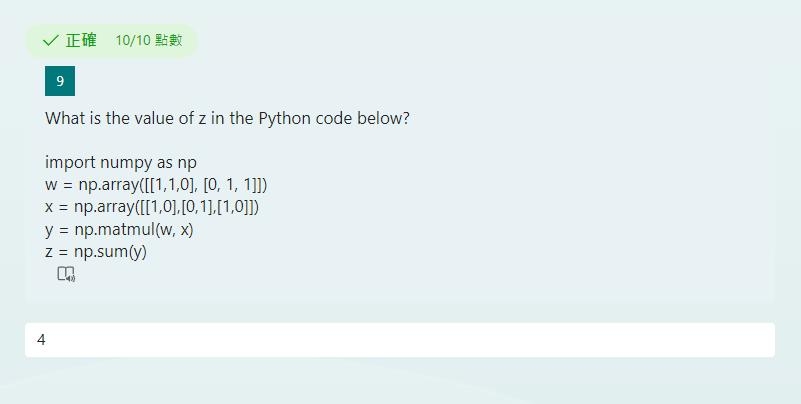 正確 10/10 點數
9
What is the value of z in the Python code below?
import numpy as np
w = np.array([[1,1,0], [0, 1, 1]])
x = np.array([[1,0],[0,1],[1,0]])
y = np.matmul(w, x)
z = np.sum(y)
4